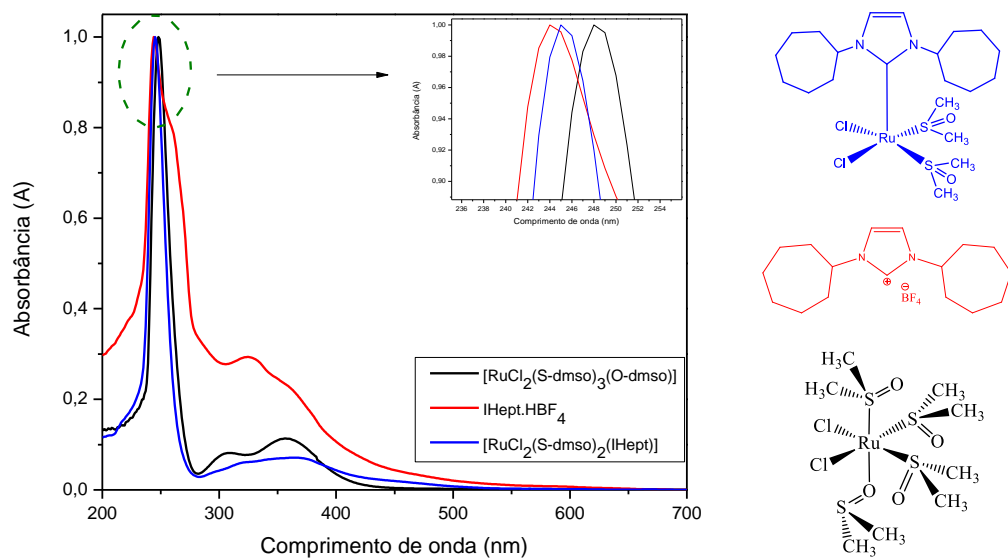 1,0
0,8
0,6
0,4
0,2
0,0
Absorbância (A)
200 300 400 500 600 700
Comprimento de onda (nm)
1,00
0,98
0,96
0,94
0,92
0,90
Absorbância (A)
236 238 240 242 244 246 248 250 252 254
Comprimento de onda (nm)
[RuCl2(S-dmso)3(O-dmso)]
IHept.HBF4
[RuCl2(S-dmso)2(IHept)]
N N
CH3
Cl S O
Ru CH3
Cl CH3
S O
CH3
N N
⊕ ⊖
BF4
H3C O
H3C S CH3
Cl S CH3
Ru O
Cl S CH3
O O CH3
S CH3
CH3